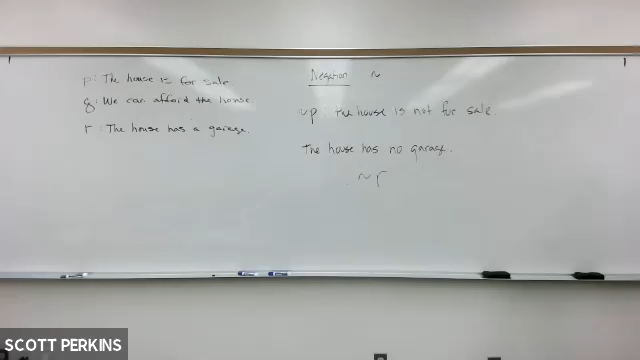 p: The house is for sale
q: We can afford the house
r: The house has a garage.
Negation ~
~p: The house is not for sale.
The house has no garage.
~r
SCOTT PERKINS